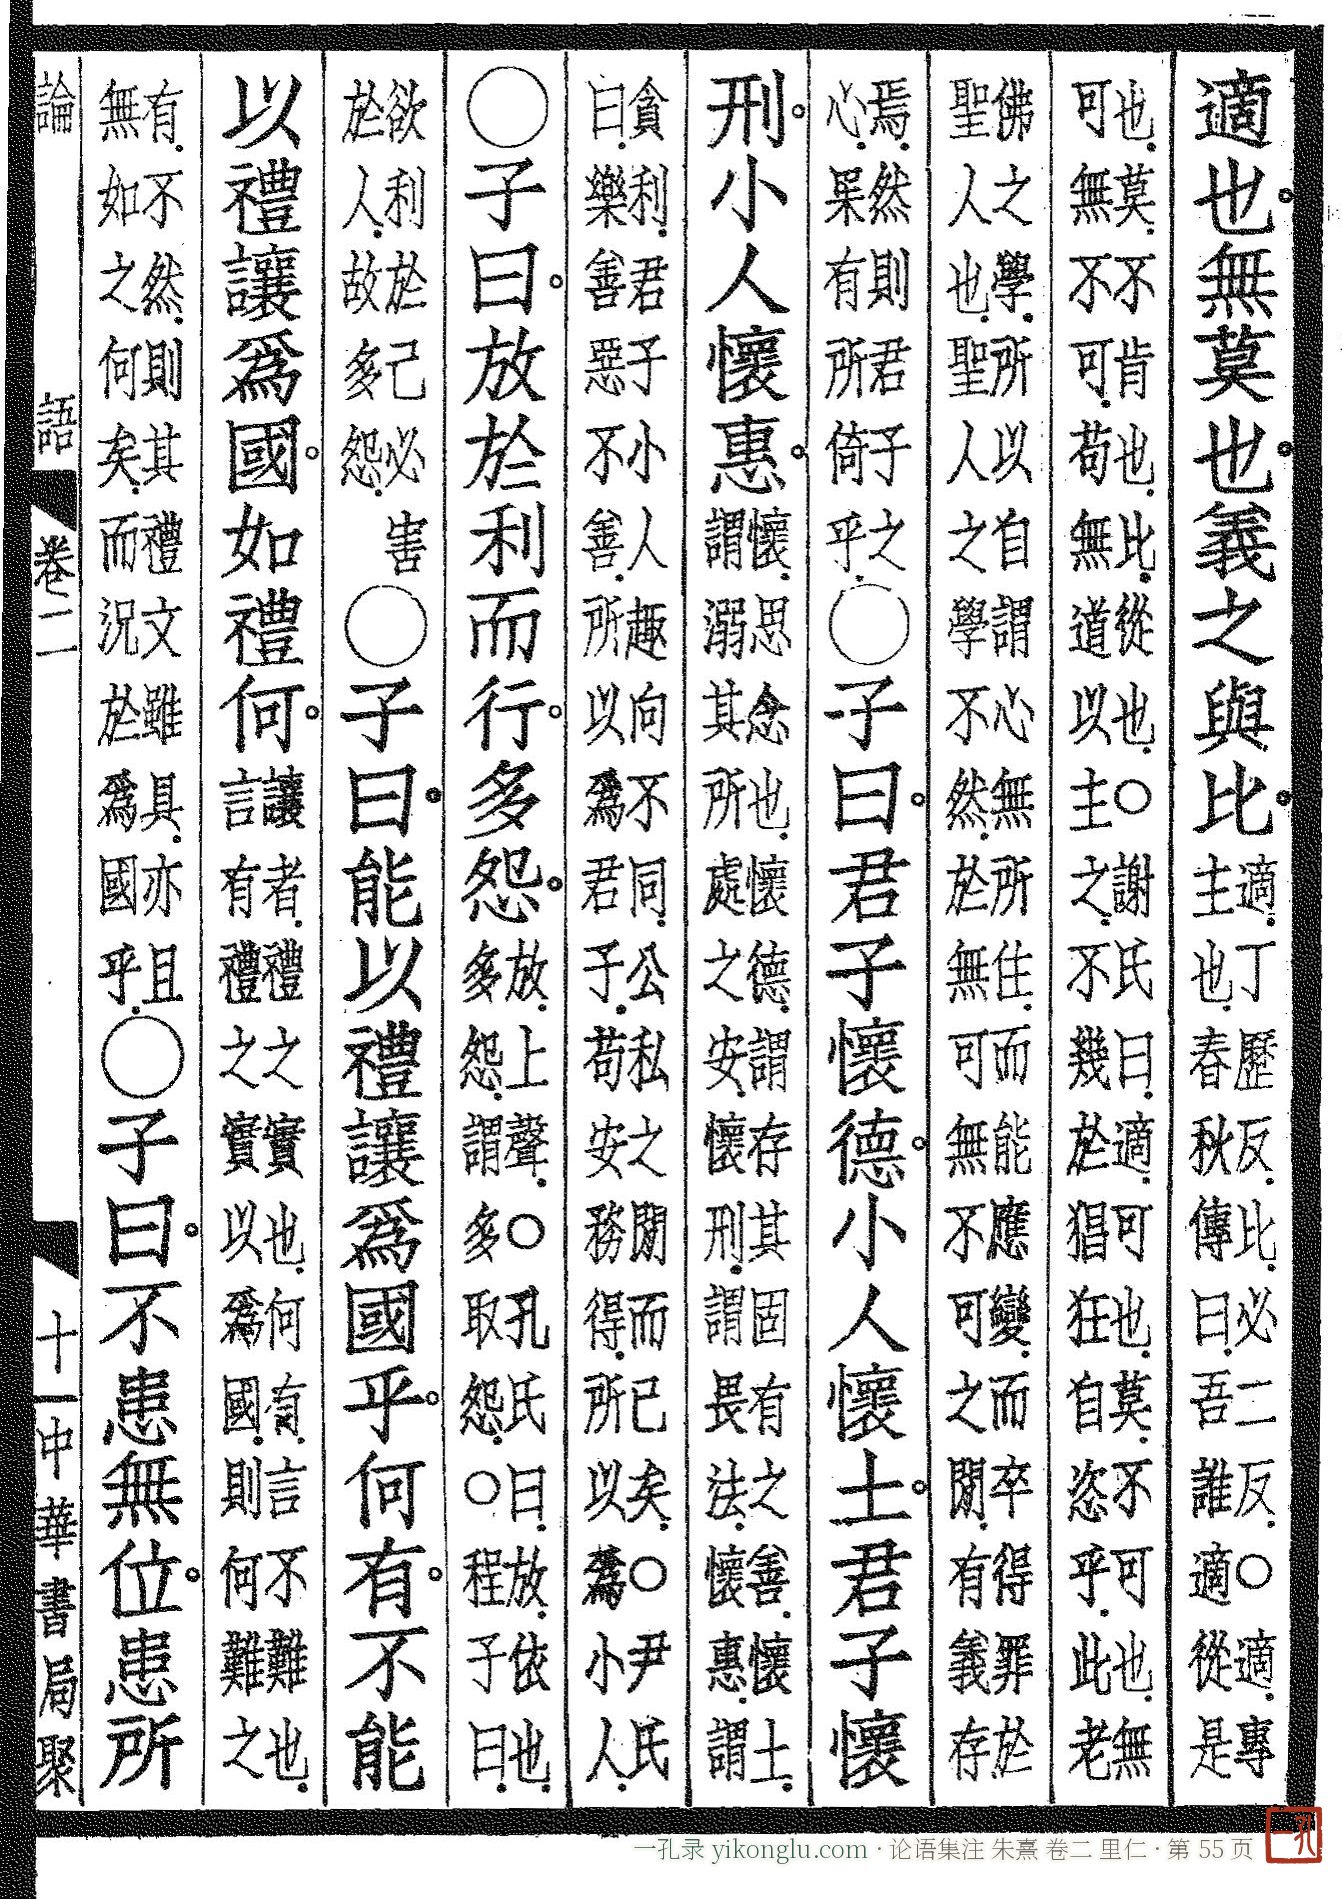 適也無莫也義之與比
適丁歷反比必二反○適專
主也春秋傳曰吾誰適從是
也莫不肯也比從也○謝氏曰適可也莫不可也無
可無不可苟無道以主之不幾於猖狂自恣乎此老
佛之學所以自謂心無所住而能應變而卒得罪於
聖人也聖人之學不然於無可無不可之閒有義存
焉然則君子之
心果有所倚乎
○子曰君子懷德小人懷土君子懷
刑小人懷惠
懷思念也懷德謂存其固有之善懷土
謂溺其所處之安懷刑謂畏法懷惠謂
貪利君子小人趣向不同公私之閒而已矣○尹氏
曰樂善惡不善所以爲君子苟安務得所以爲小人
○子曰放於利而行多怨
放上聲○孔氏曰放依也
多怨謂多取怨○程子曰
欲利於己必害
於人故多怨
○子曰能以禮讓爲國乎何有不能
以禮讓爲國如禮何
讓者禮之實也何有言不難也
言有禮之實以爲國則何難之
有不然則其禮文雖具亦且
無如之何矣而況於爲國乎
○子曰不患無位患所
論語 卷二 十一 中華書局聚
一孔录 yikonglu.com · 论语集注 朱熹 卷二 里仁 · 第 55 页
一孔